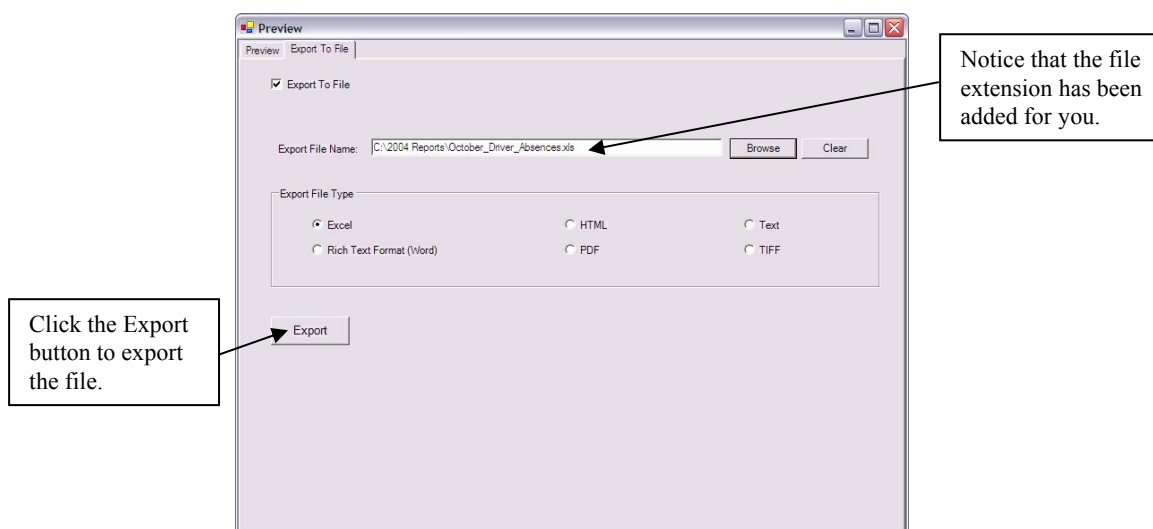 Preview
Preview Export To File
Export To File
Notice that the file
extension has been
added for you.
Export File Name: C:\2004 Reports\October_Driver_Absences.xls Browse Clear
Export File Type
Excel HTML Text
Rich Text Format (Word) PDF TIFF
Click the Export
button to export
the file.
Export